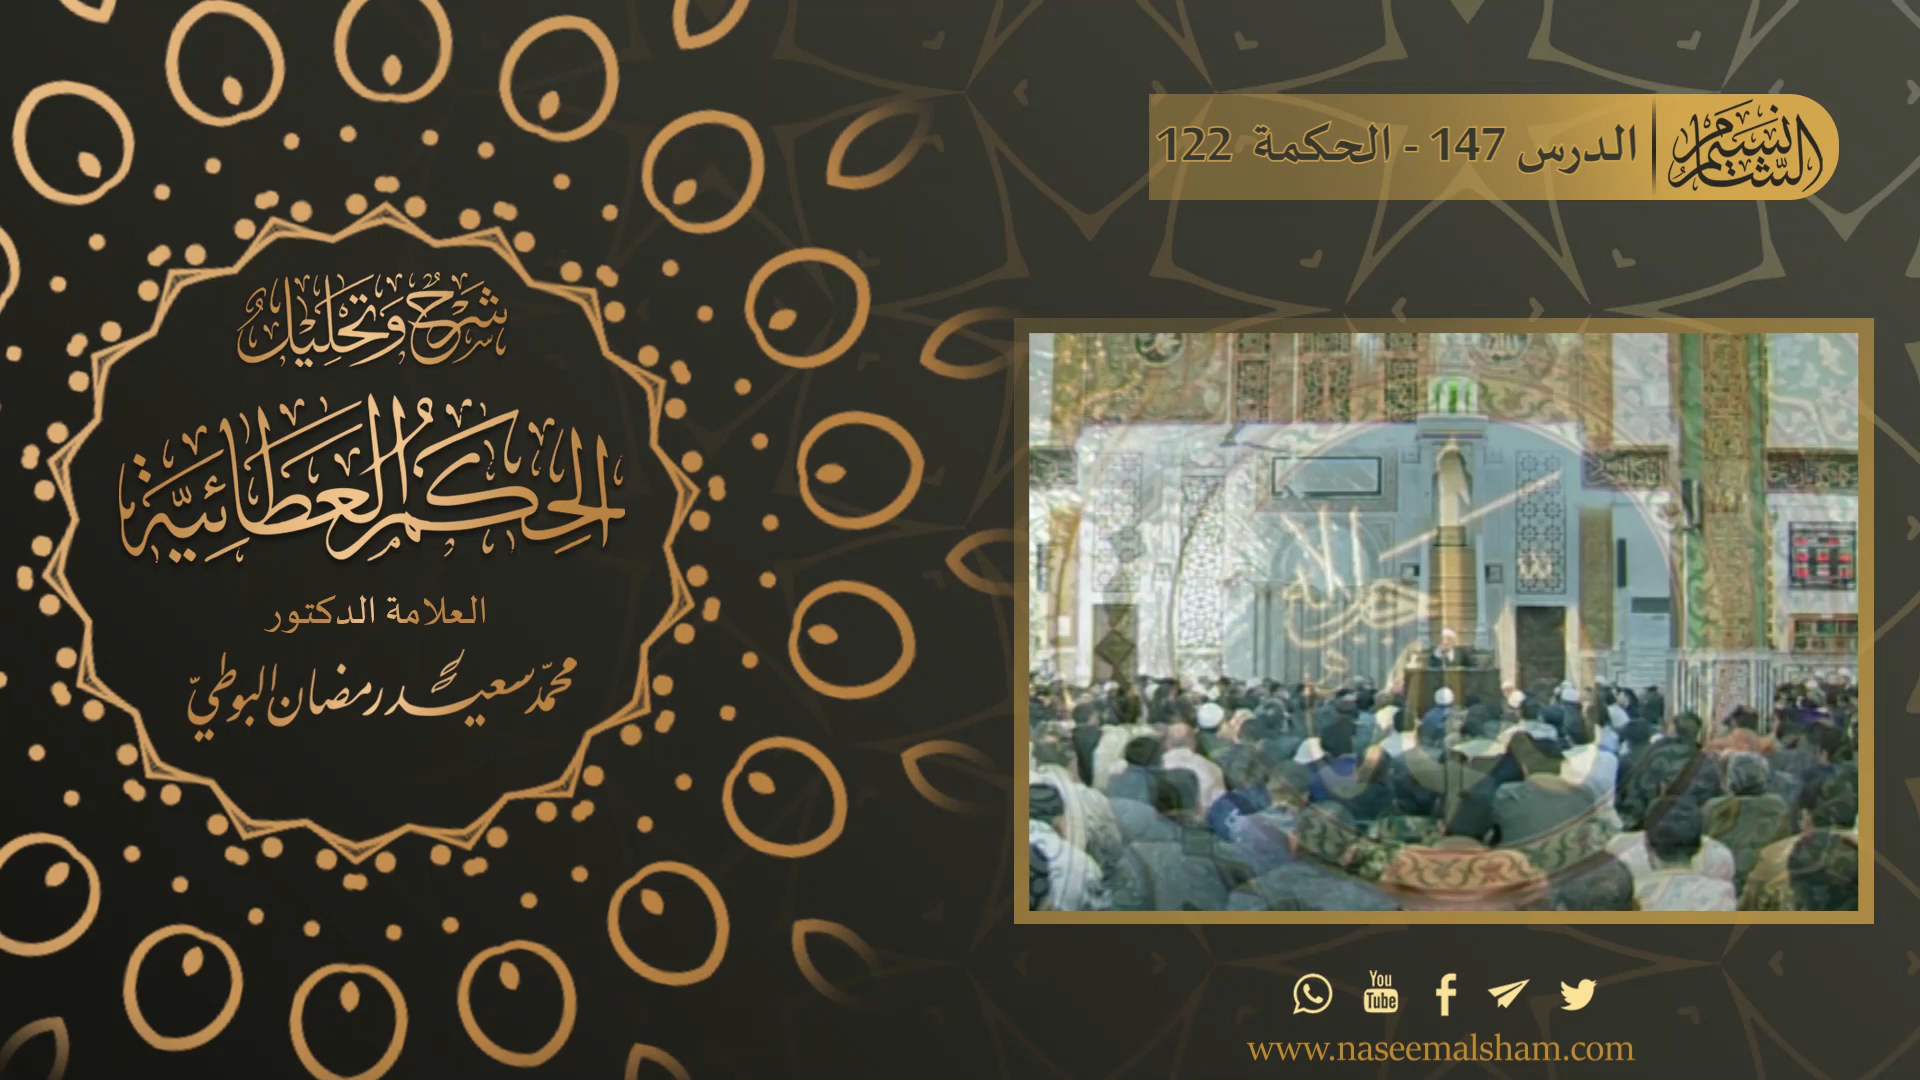 نسيم الشام
الدرس 147 - الحكمة 122
شرح وتحليل
الحكم العطائية
العلامة الدكتور
محمد سعيد رمضان البوطي
You
Tube
www.naseemalsham.com